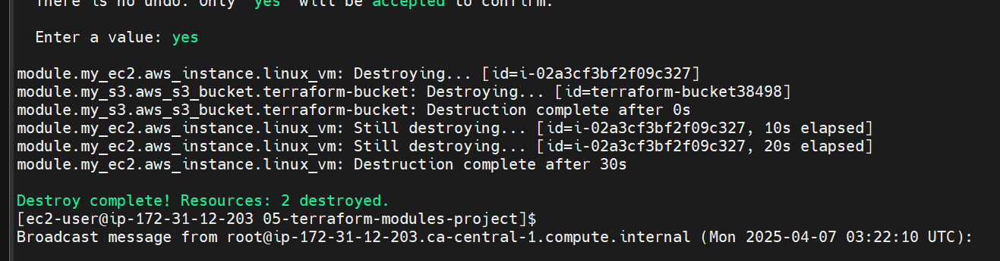 There is no undo. Only 'yes' will be accepted to confirm.
Enter a value: yes
module.my_ec2.aws_instance.linux_vm: Destroying... [id=i-02a3cf3bf2f09c327]
module.my_s3.aws_s3_bucket.terraform-bucket: Destroying... [id=terraform-bucket38498]
module.my_s3.aws_s3_bucket.terraform-bucket: Destruction complete after 0s
module.my_ec2.aws_instance.linux_vm: Still destroying... [id=i-02a3cf3bf2f09c327, 10s elapsed]
module.my_ec2.aws_instance.linux_vm: Still destroying... [id=i-02a3cf3bf2f09c327, 20s elapsed]
module.my_ec2.aws_instance.linux_vm: Destruction complete after 30s
Destroy complete! Resources: 2 destroyed.
[ec2-user@ip-172-31-12-203 05-terraform-modules-project]$
Broadcast message from root@ip-172-31-12-203.ca-central-1.compute.internal (Mon 2025-04-07 03:22:10 UTC):